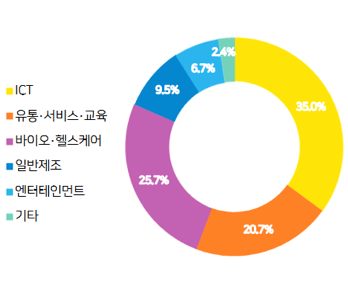 ICT
유통·서비스·교육
바이오·헬스케어
일반제조
엔터테인먼트
기타
2.4%
6.7%
9.5%
35.0%
25.7%
20.7%